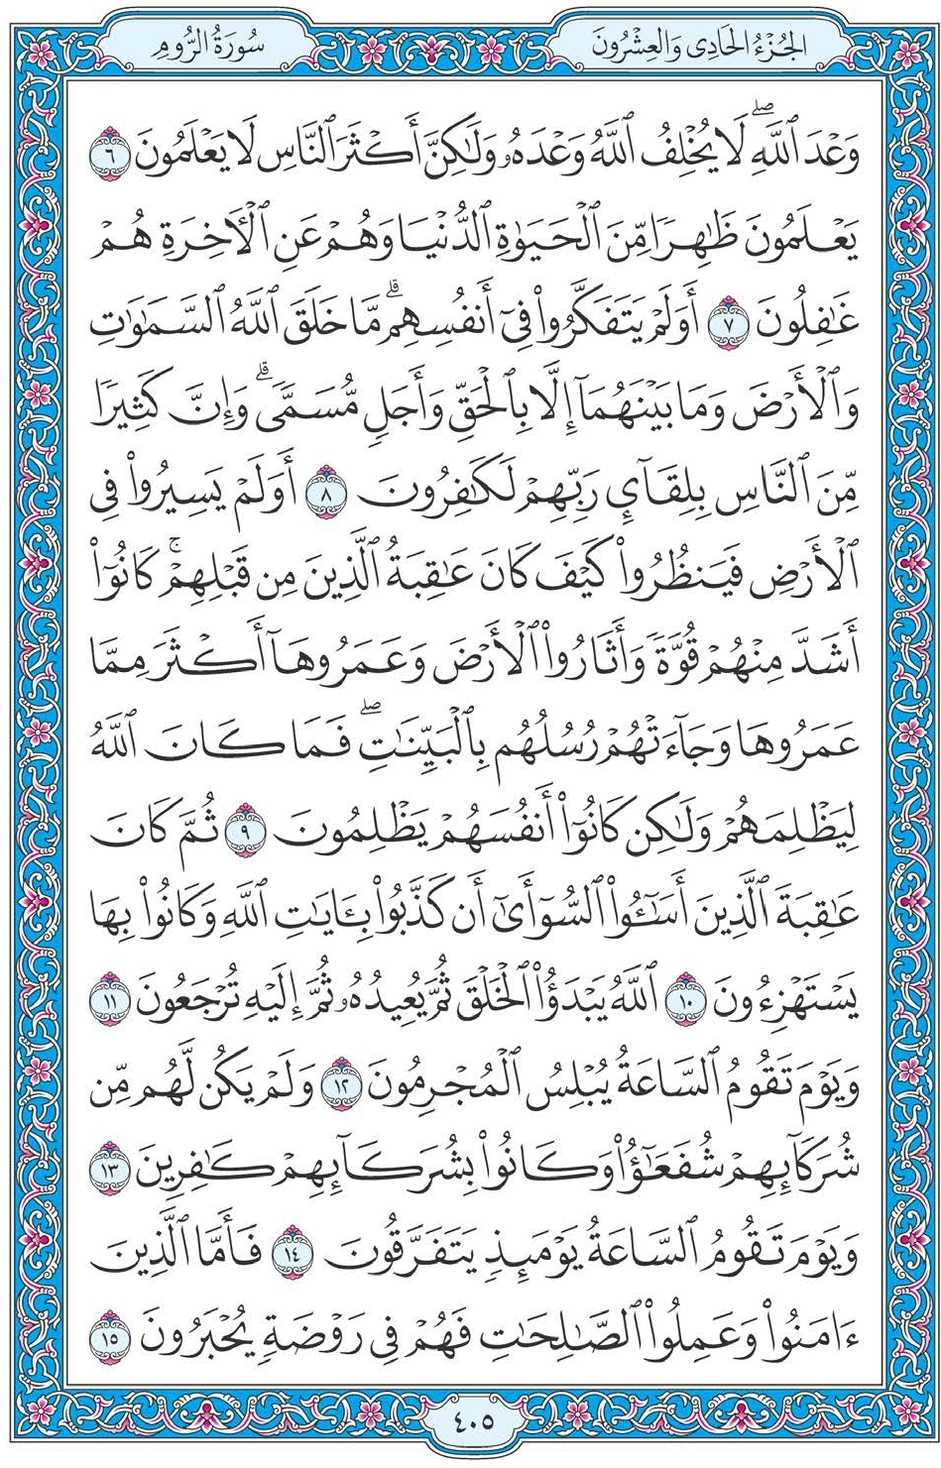 الجُزْءُ الحَادِى وَالعِشْرُونَ
سُورَةُ الرُّومِ
وَعْدَ ٱللَّهِۖ لَا يُخْلِفُ ٱللَّهُ وَعْدَهُۥ وَلَٰكِنَّ أَكْثَرَ ٱلنَّاسِ لَا يَعْلَمُونَ ٦
يَعْلَمُونَ ظَٰهِرًا مِّنَ ٱلْحَيَوٰةِ ٱلدُّنْيَا وَهُمْ عَنِ ٱلْءَاخِرَةِ هُمْ
غَٰفِلُونَ ٧ أَوَلَمْ يَتَفَكَّرُوا۟ فِىٓ أَنفُسِهِمۗ مَّا خَلَقَ ٱللَّهُ ٱلسَّمَٰوَٰتِ
وَٱلْأَرْضَ وَمَا بَيْنَهُمَآ إِلَّا بِٱلْحَقِّ وَأَجَلٍ مُّسَمًّىۗ وَإِنَّ كَثِيرًا
مِّنَ ٱلنَّاسِ بِلِقَآئِ رَبِّهِمْ لَكَٰفِرُونَ ٨ أَوَلَمْ يَسِيرُوا۟ فِى
ٱلْأَرْضِ فَيَنظُرُوا۟ كَيْفَ كَانَ عَٰقِبَةُ ٱلَّذِينَ مِن قَبْلِهِمْۚ كَانُوٓا۟
أَشَدَّ مِنْهُمْ قُوَّةً وَأَثَارُوا۟ ٱلْأَرْضَ وَعَمَرُوهَآ أَكْثَرَ مِمَّا
عَمَرُوهَا وَجَآءَتْهُمْ رُسُلُهُم بِٱلْبَيِّنَٰتِۖ فَمَا كَانَ ٱللَّهُ
لِيَظْلِمَهُمْ وَلَٰكِن كَانُوٓا۟ أَنفُسَهُمْ يَظْلِمُونَ ٩ ثُمَّ كَانَ
عَٰقِبَةَ ٱلَّذِينَ أَسَٰٓـُٔوا۟ ٱلسُّوٓأَىٰٓ أَن كَذَّبُوا۟ بِـَٔايَٰتِ ٱللَّهِ وَكَانُوا۟ بِهَا
يَسْتَهْزِءُونَ ١٠ ٱللَّهُ يَبْدَؤُا۟ ٱلْخَلْقَ ثُمَّ يُعِيدُهُۥ ثُمَّ إِلَيْهِ تُرْجَعُونَ ١١
وَيَوْمَ تَقُومُ ٱلسَّاعَةُ يُبْلِسُ ٱلْمُجْرِمُونَ ١٢ وَلَمْ يَكُن لَّهُم مِّن
شُرَكَآئِهِمْ شُفَعَٰٓؤُا۟ وَكَانُوا۟ بِشُرَكَآئِهِمْ كَٰفِرِينَ ١٣
وَيَوْمَ تَقُومُ ٱلسَّاعَةُ يَوْمَئِذٍ يَتَفَرَّقُونَ ١٤ فَأَمَّا ٱلَّذِينَ
ءَامَنُوا۟ وَعَمِلُوا۟ ٱلصَّٰلِحَٰتِ فَهُمْ فِى رَوْضَةٍ يُحْبَرُونَ ١٥
٤٠٥